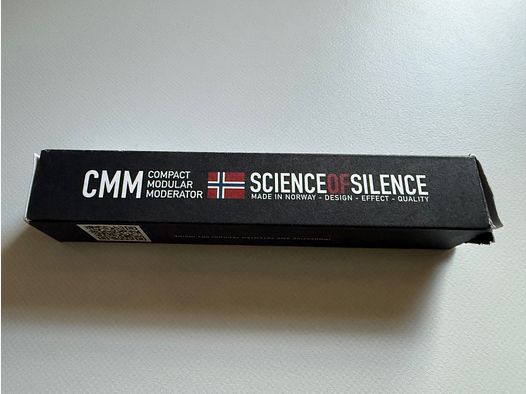 CMM COMPACT MODULAR MODERATOR
SCIENCEOFSILENCE
MADE IN NORWAY - DESIGN - EFFECT - QUALITY